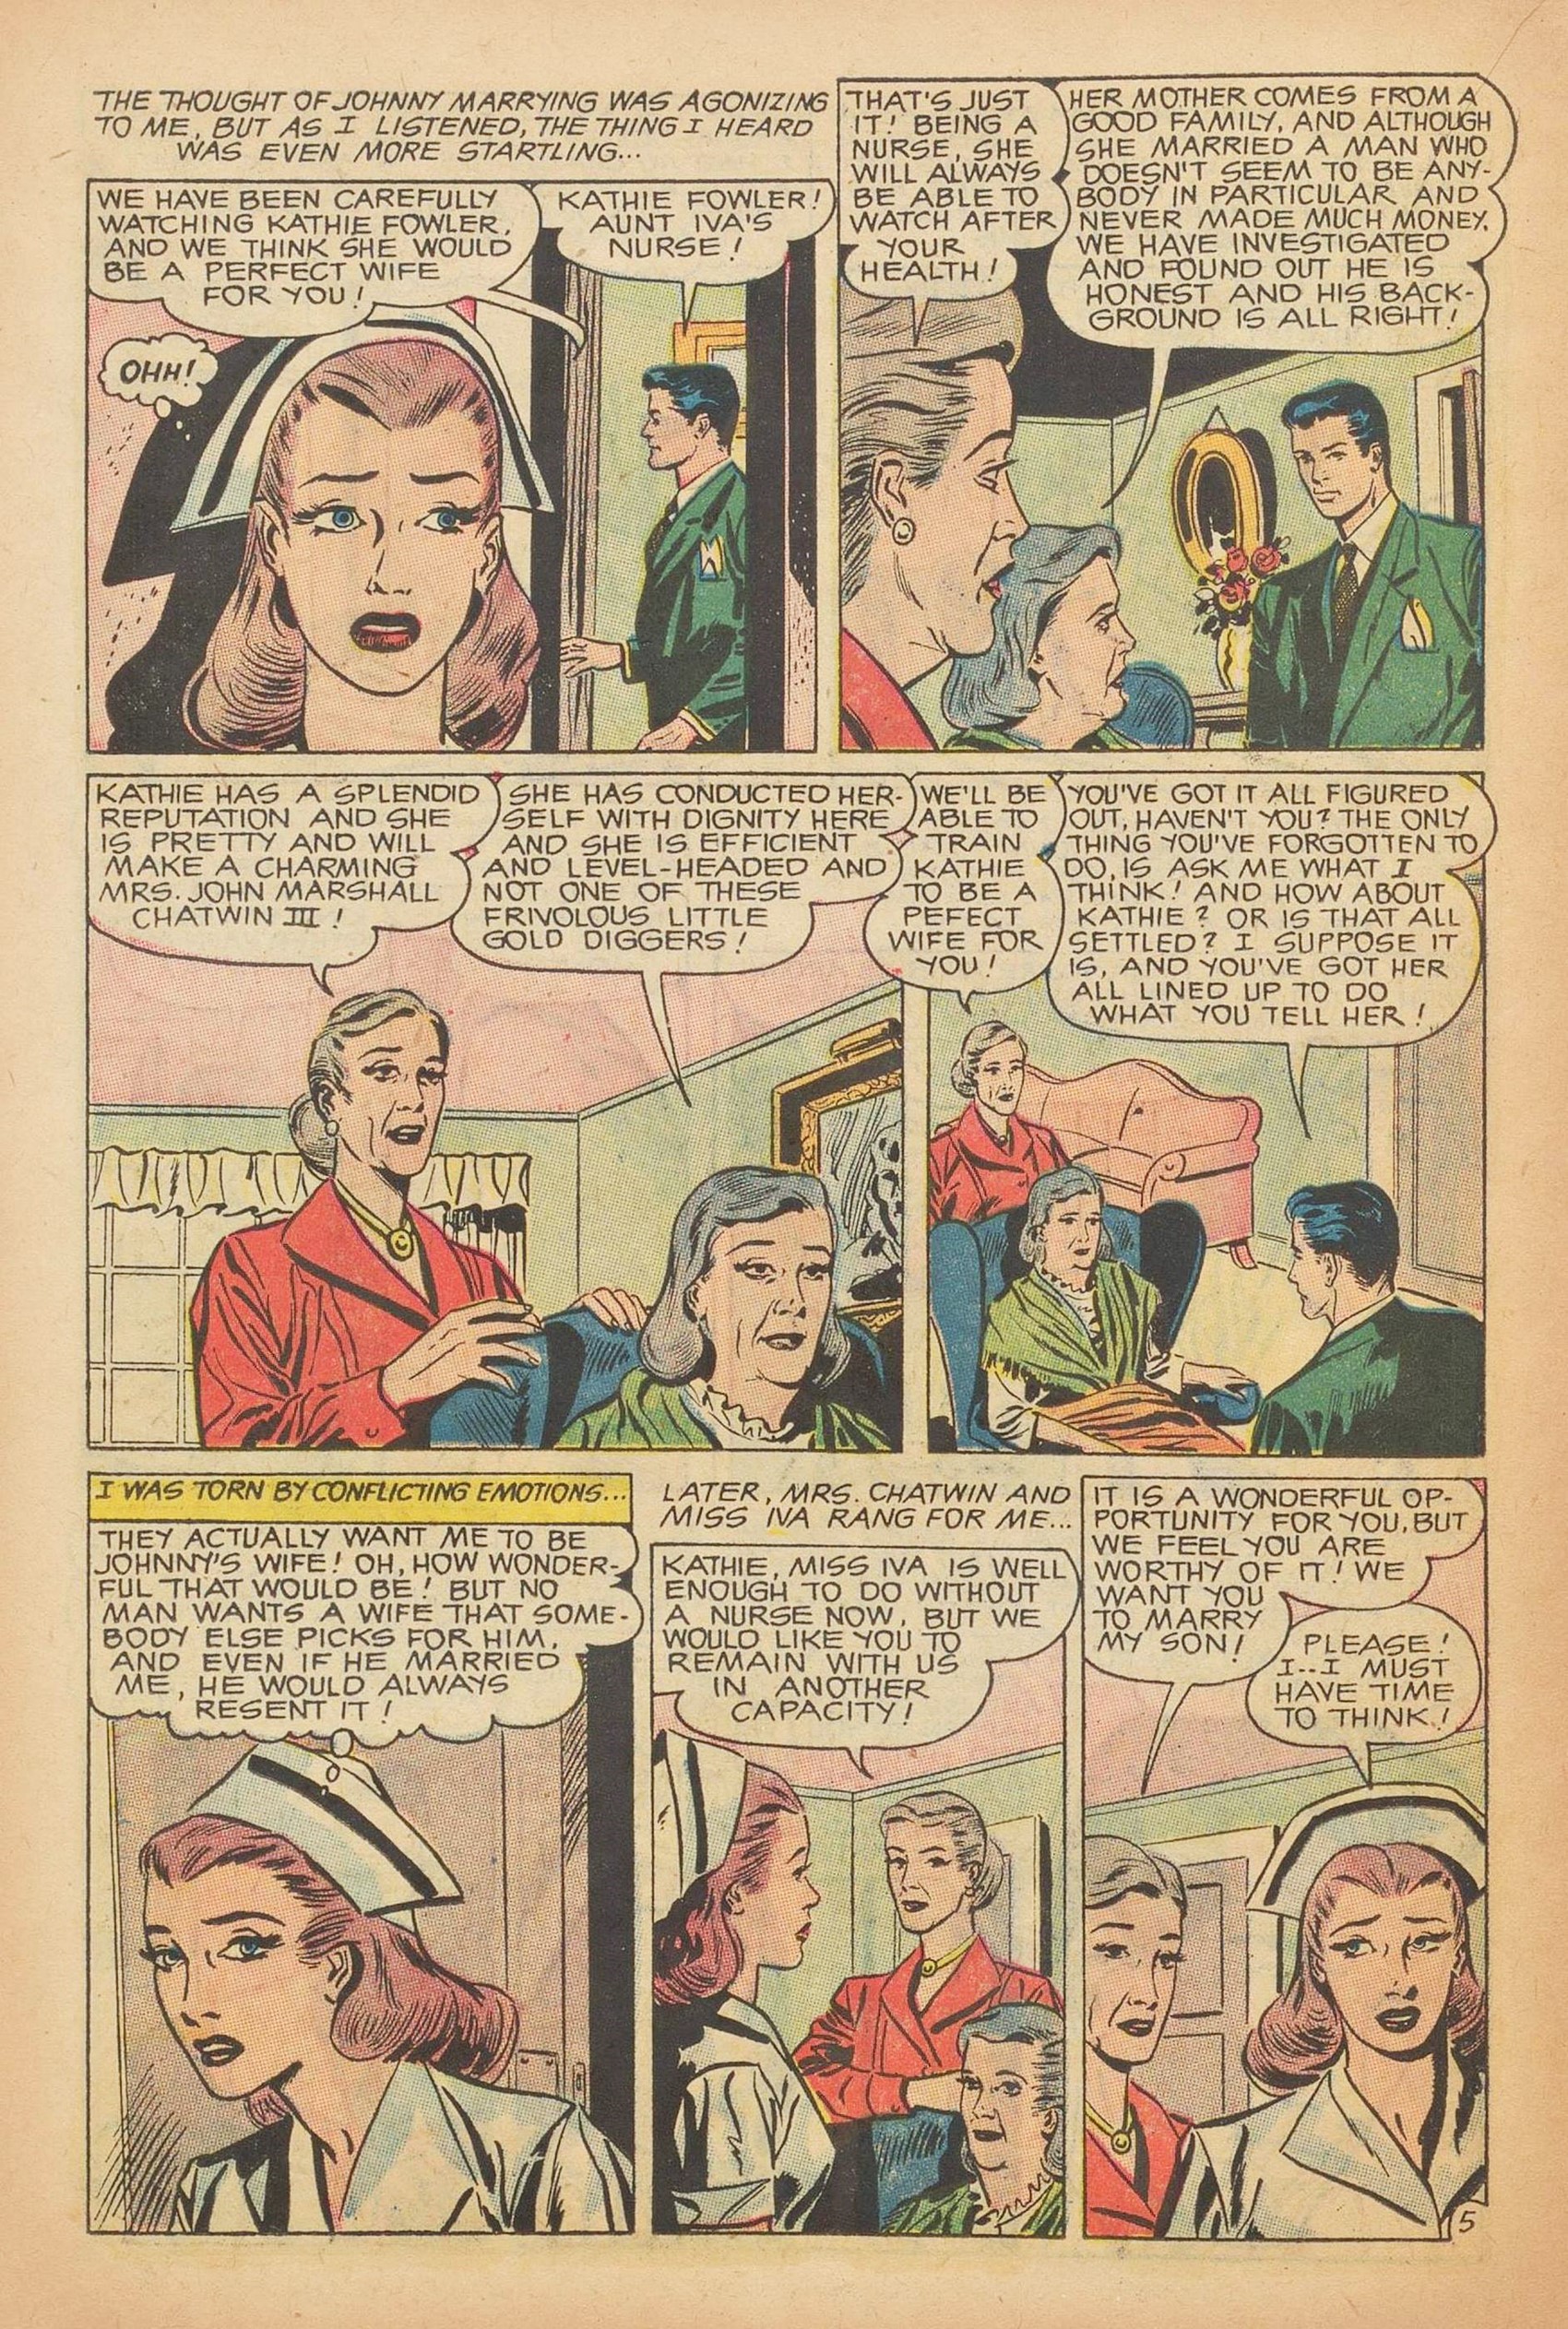 THE THOUGHT OF JOHNNY MARRYING WAS AGONIZING
TO ME, BUT AS I LISTENED, THE THING I HEARD
WAS EVEN MORE STARTLING...
WE HAVE BEEN CAREFULLY
WATCHING KATHIE FOWLER,
AND WE THINK SHE WOULD
BE A PERFECT WIFE
FOR YOU!
KATHIE FOWLER!
AUNT IVA'S
NURSE!
OHH!
THAT'S JUST
IT! BEING A
NURSE, SHE
WILL ALWAYS
BE ABLE TO
WATCH AFTER
YOUR
HEALTH!
HER MOTHER COMES FROM A
GOOD FAMILY, AND ALTHOUGH
SHE MARRIED A MAN WHO
DOESN'T SEEM TO BE ANY-
BODY IN PARTICULAR AND
NEVER MADE MUCH MONEY.
WE HAVE INVESTIGATED
AND FOUND OUT HE IS
HONEST AND HIS BACK-
GROUND IS ALL RIGHT!
KATHIE HAS A SPLENDID
REPUTATION AND SHE
IS PRETTY AND WILL
MAKE A CHARMING
MRS. JOHN MARSHALL
CHATWIN III!
SHE HAS CONDUCTED HER-
SELF WITH DIGNITY HERE
AND SHE IS EFFICIENT
AND LEVEL-HEADED AND
NOT ONE OF THESE
FRIVOLOUS LITTLE
GOLD DIGGERS!
WE'LL BE
ABLE TO
TRAIN
KATHIE
TO BE A
PEFECT
WIFE FOR
YOU!
YOU'VE GOT IT ALL FIGURED
OUT, HAVEN'T YOU? THE ONLY
THING YOU'VE FORGOTTEN TO
DO, IS ASK ME WHAT I
THINK! AND HOW ABOUT
KATHIE? OR IS THAT ALL
SETTLED? I SUPPOSE IT
IS, AND YOU'VE GOT HER
ALL LINED UP TO DO
WHAT YOU TELL HER!
I WAS TORN BY CONFLICTING EMOTIONS...
THEY ACTUALLY WANT ME TO BE
JOHNNY'S WIFE! OH, HOW WONDER-
FUL THAT WOULD BE! BUT NO
MAN WANTS A WIFE THAT SOME-
BODY ELSE PICKS FOR HIM,
AND EVEN IF HE MARRIED
ME, HE WOULD ALWAYS
RESENT IT!
LATER, MRS. CHATWIN AND
MISS IVA RANG FOR ME...
KATHIE, MISS IVA IS WELL
ENOUGH TO DO WITHOUT
A NURSE NOW, BUT WE
WOULD LIKE YOU TO
REMAIN WITH US
IN ANOTHER
CAPACITY!
IT IS A WONDERFUL OP-
PORTUNITY FOR YOU, BUT
WE FEEL YOU ARE
WORTHY OF IT! WE
WANT YOU
TO MARRY
MY SON!
PLEASE!
I--I MUST
HAVE TIME
TO THINK!
5